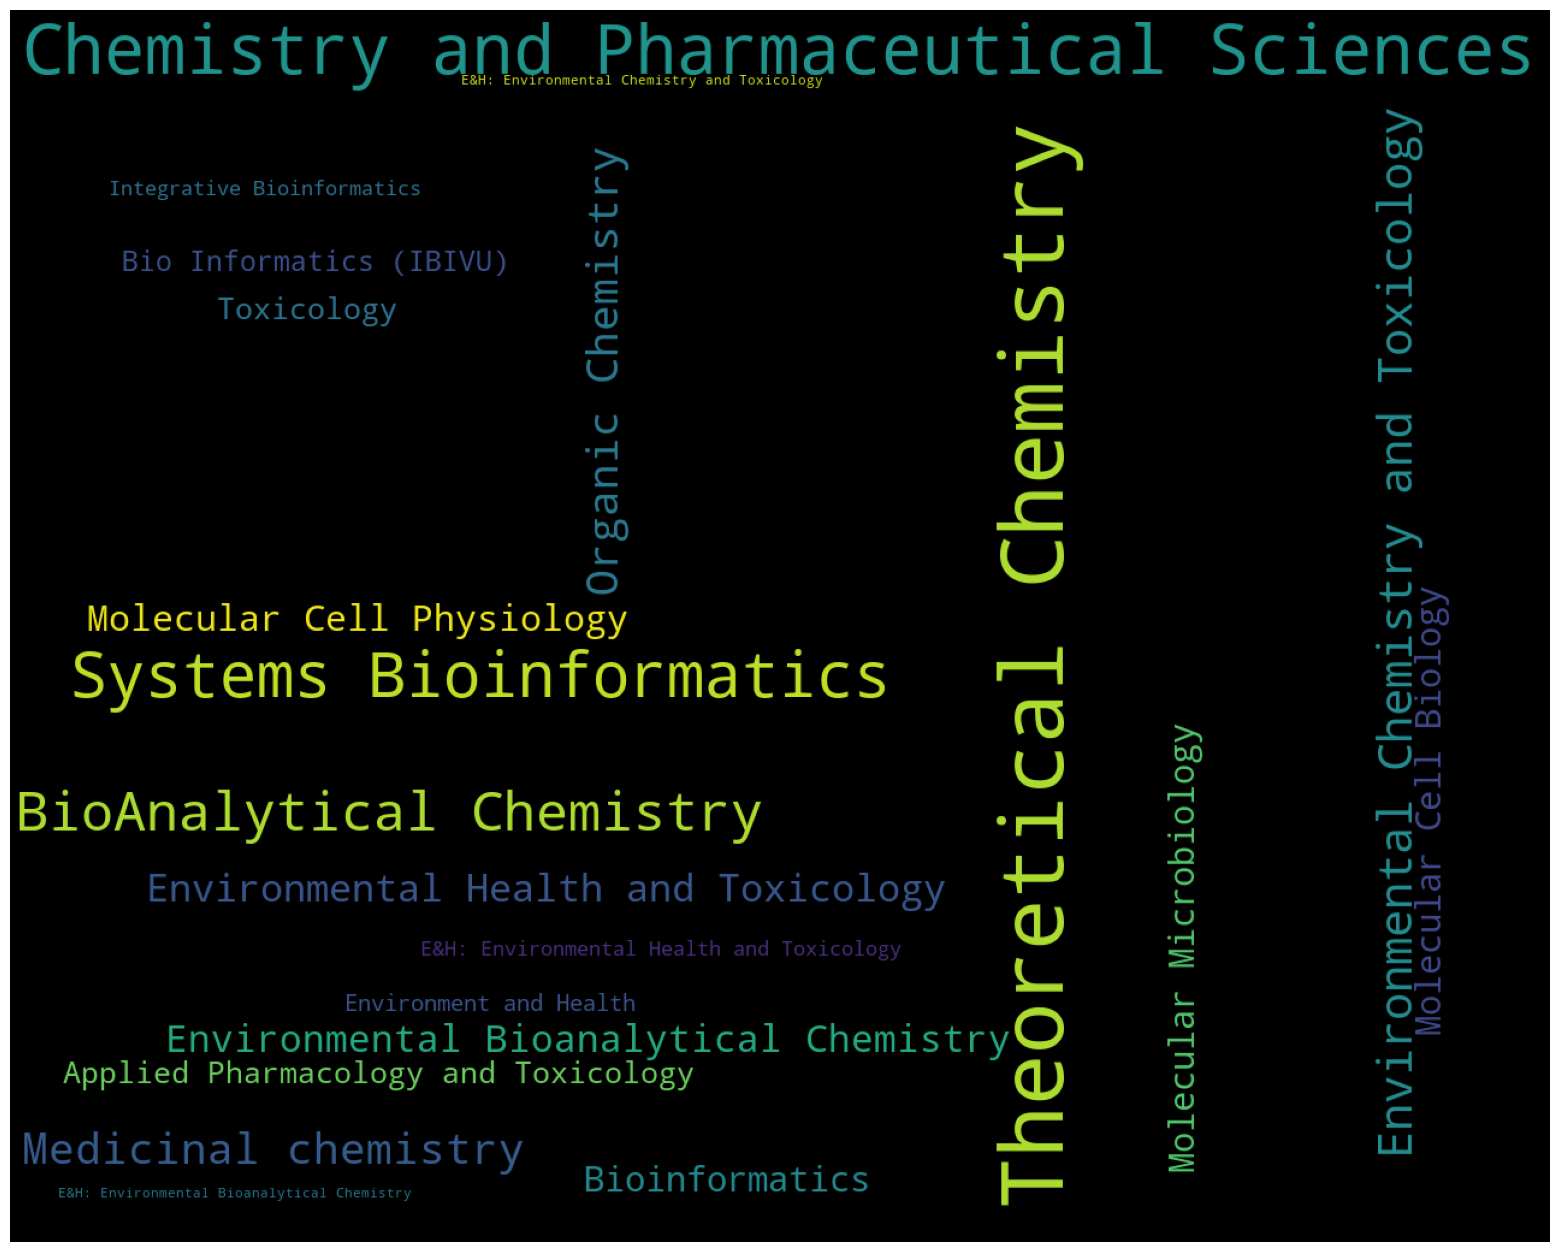 Chemistry and Pharmaceutical Sciences
E&H: Environmental Chemistry and Toxicology
Integrative Bioinformatics
Bio Informatics (IBIVU)
Toxicology
Organic Chemistry
Theoretical Chemistry
Environmental Chemistry and Toxicology
Molecular Cell Biology
Molecular Cell Physiology
Systems Bioinformatics
Molecular Microbiology
BioAnalytical Chemistry
Environmental Health and Toxicology
E&H: Environmental Health and Toxicology
Environment and Health
Environmental Bioanalytical Chemistry
Applied Pharmacology and Toxicology
Medicinal chemistry
Bioinformatics
E&H: Environmental Bioanalytical Chemistry